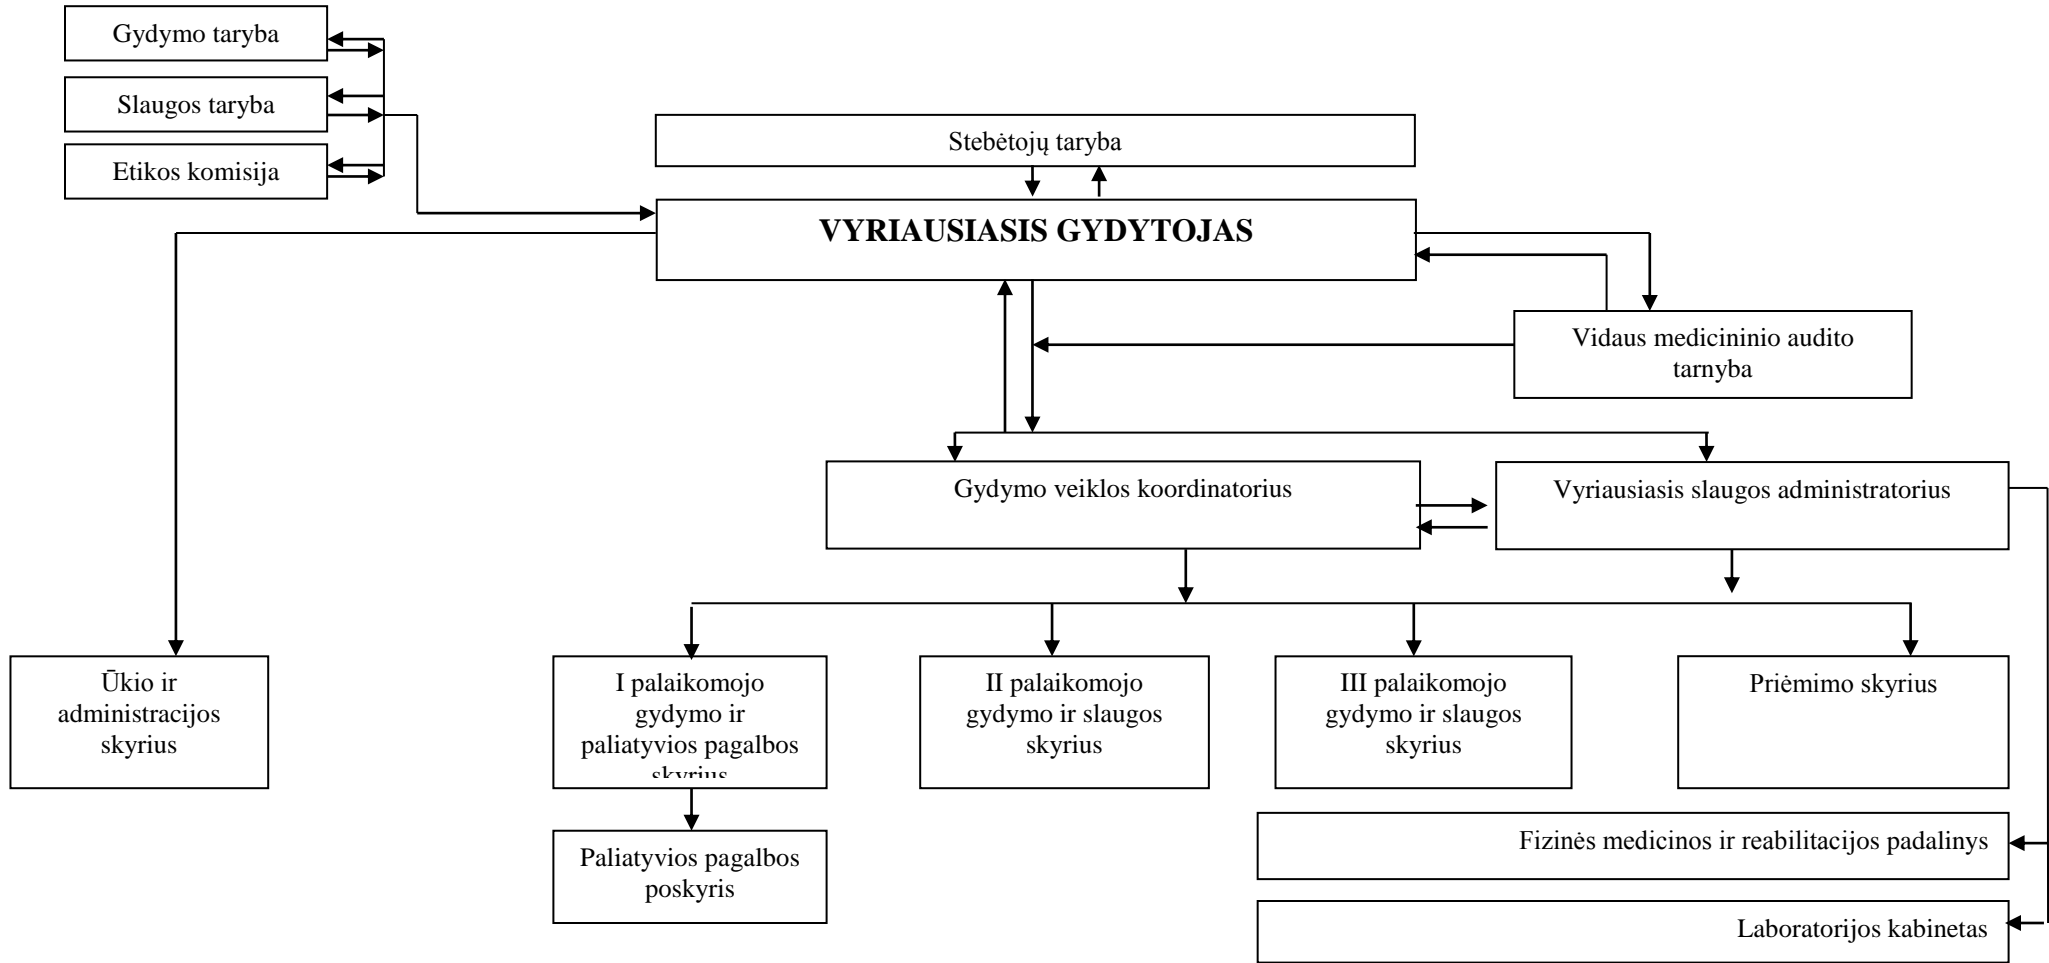 Gydymo taryba
Slaugos taryba
Etikos komisija
Stebėtojų taryba
VYRIAUSIASIS GYDYTOJAS
Vidaus medicininio audito
tarnyba
Gydymo veiklos koordinatorius
Vyriausiasis slaugos administratorius
Ūkio ir
administracijos
skyrius
I palaikomojo
gydymo ir
paliatyvios pagalbos
skyrius
II palaikomojo
gydymo ir slaugos
skyrius
III palaikomojo
gydymo ir slaugos
skyrius
Priėmimo skyrius
Paliatyvios pagalbos
poskyris
Fizinės medicinos ir reabilitacijos padalinys
Laboratorijos kabinetas